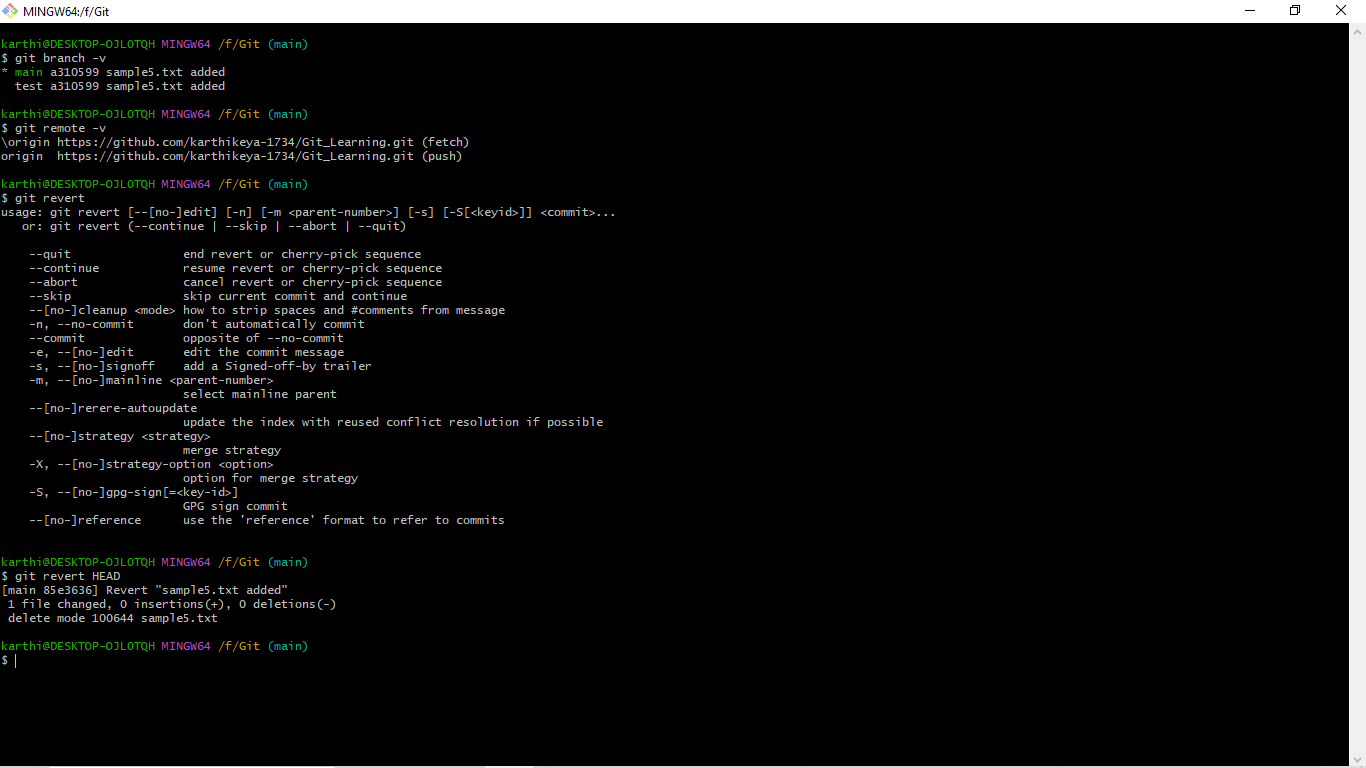 MINGW64:/f/Git
karthi@DESKTOP-OJLOTQH MINGW64 /f/Git (main)
$ git branch -v
* main a310599 sample5.txt added
  test a310599 sample5.txt added
karthi@DESKTOP-OJLOTQH MINGW64 /f/Git (main)
$ git remote -v
\origin https://github.com/karthikeya-1734/Git_Learning.git (fetch)
origin  https://github.com/karthikeya-1734/Git_Learning.git (push)
karthi@DESKTOP-OJLOTQH MINGW64 /f/Git (main)
$ git revert
usage: git revert [--[no-]edit] [-n] [-m <parent-number>] [-s] [-S[<keyid>]] <commit>...
   or: git revert (--continue | --skip | --abort | --quit)
    --quit                end revert or cherry-pick sequence
    --continue            resume revert or cherry-pick sequence
    --abort               cancel revert or cherry-pick sequence
    --skip                skip current commit and continue
    --[no-]cleanup <mode> how to strip spaces and #comments from message
    -n, --no-commit       don't automatically commit
    --commit              opposite of --no-commit
    -e, --[no-]edit       edit the commit message
    -s, --[no-]signoff    add a Signed-off-by trailer
    -m, --[no-]mainline <parent-number>
                          select mainline parent
    --[no-]rerere-autoupdate
                          update the index with reused conflict resolution if possible
    --[no-]strategy <strategy>
                          merge strategy
    -X, --[no-]strategy-option <option>
                          option for merge strategy
    -S, --[no-]gpg-sign[=<key-id>]
                          GPG sign commit
    --[no-]reference      use the 'reference' format to refer to commits
karthi@DESKTOP-OJLOTQH MINGW64 /f/Git (main)
$ git revert HEAD
[main 85e3636] Revert "sample5.txt added"
 1 file changed, 0 insertions(+), 0 deletions(-)
 delete mode 100644 sample5.txt
karthi@DESKTOP-OJLOTQH MINGW64 /f/Git (main)
$